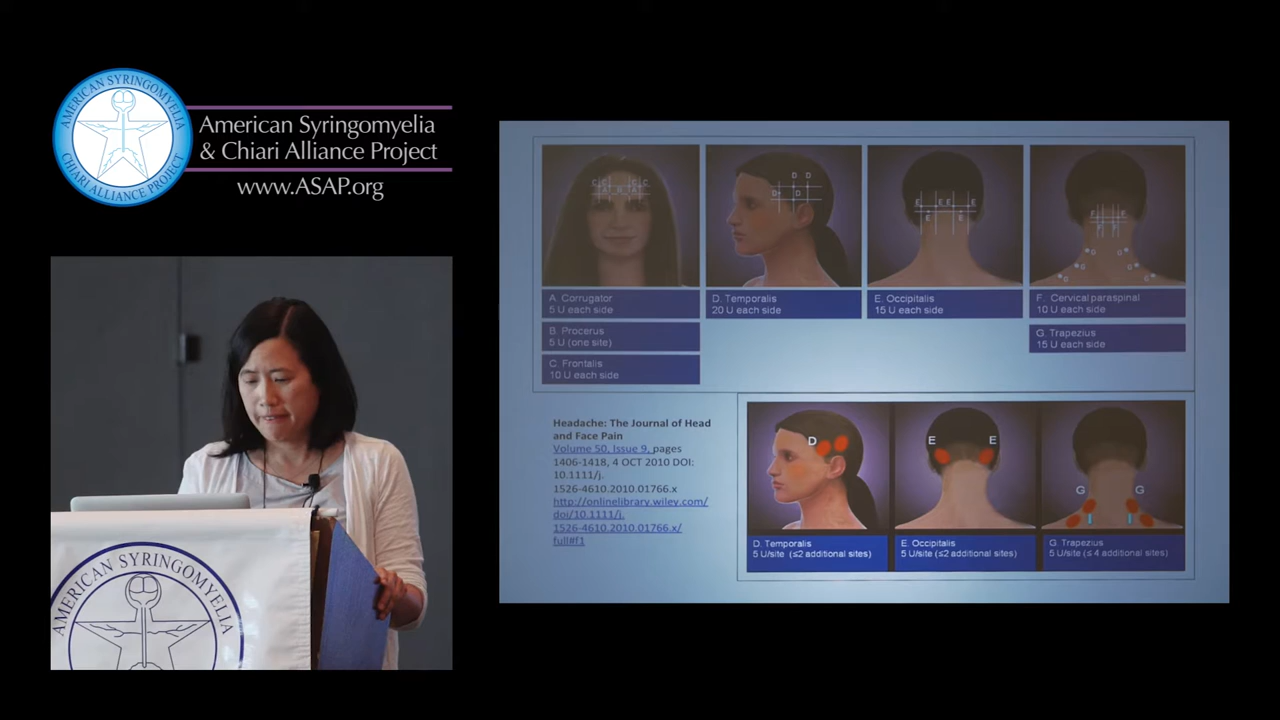 AMERICAN SYRINGOMYELIA
CHIARI ALLIANCE PROJECT
American Syringomyelia
& Chiari Alliance Project
www.ASAP.org
C C C C
A B A
D D
D D
E E E E
E E
F F
F F
G G
G G
G G
A. Corrugator
5 U each side
B. Procerus
5 U (one site)
C. Frontalis
10 U each side
D. Temporalis
20 U each side
E. Occipitalis
15 U each side
F. Cervical paraspinal
10 U each side
G. Trapezius
15 U each side
Headache: The Journal of Head
and Face Pain
Volume 50, Issue 9, pages
1406-1418, 4 OCT 2010 DOI:
10.1111/j.
1526-4610.2010.01766.x
http://onlinelibrary.wiley.com/
doi/10.1111/j.
1526-4610.2010.01766.x/
full#f1
D
E E
G G
D. Temporalis
5 U/site (≤2 additional sites)
E. Occipitalis
5 U/site (≤2 additional sites)
G. Trapezius
5 U/site (≤ 4 additional sites)
AMERICAN SYRINGOMYELIA